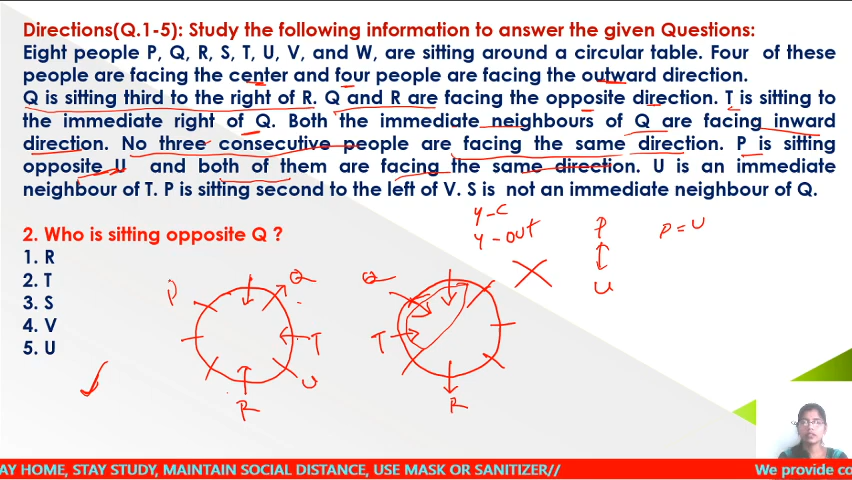 Directions(Q.1-5): Study the following information to answer the given Questions:
Eight people P, Q, R, S, T, U, V, and W, are sitting around a circular table. Four of these
people are facing the center and four people are facing the outward direction.
Q is sitting third to the right of R. Q and R are facing the opposite direction. T is sitting to
the immediate right of Q. Both the immediate neighbours of Q are facing inward
direction. No three consecutive people are facing the same direction. P is sitting
opposite U and both of them are facing the same direction. U is an immediate
neighbour of T. P is sitting second to the left of V. S is not an immediate neighbour of Q.
2. Who is sitting opposite Q ?
1. R
2. T
3. S
4. V
5. U
4-C
4-OUT
P
U
P=U
P
Q
T
U
R
Q
T
R
AY HOME, STAY STUDY, MAINTAIN SOCIAL DISTANCE, USE MASK OR SANITIZER//
We provide co